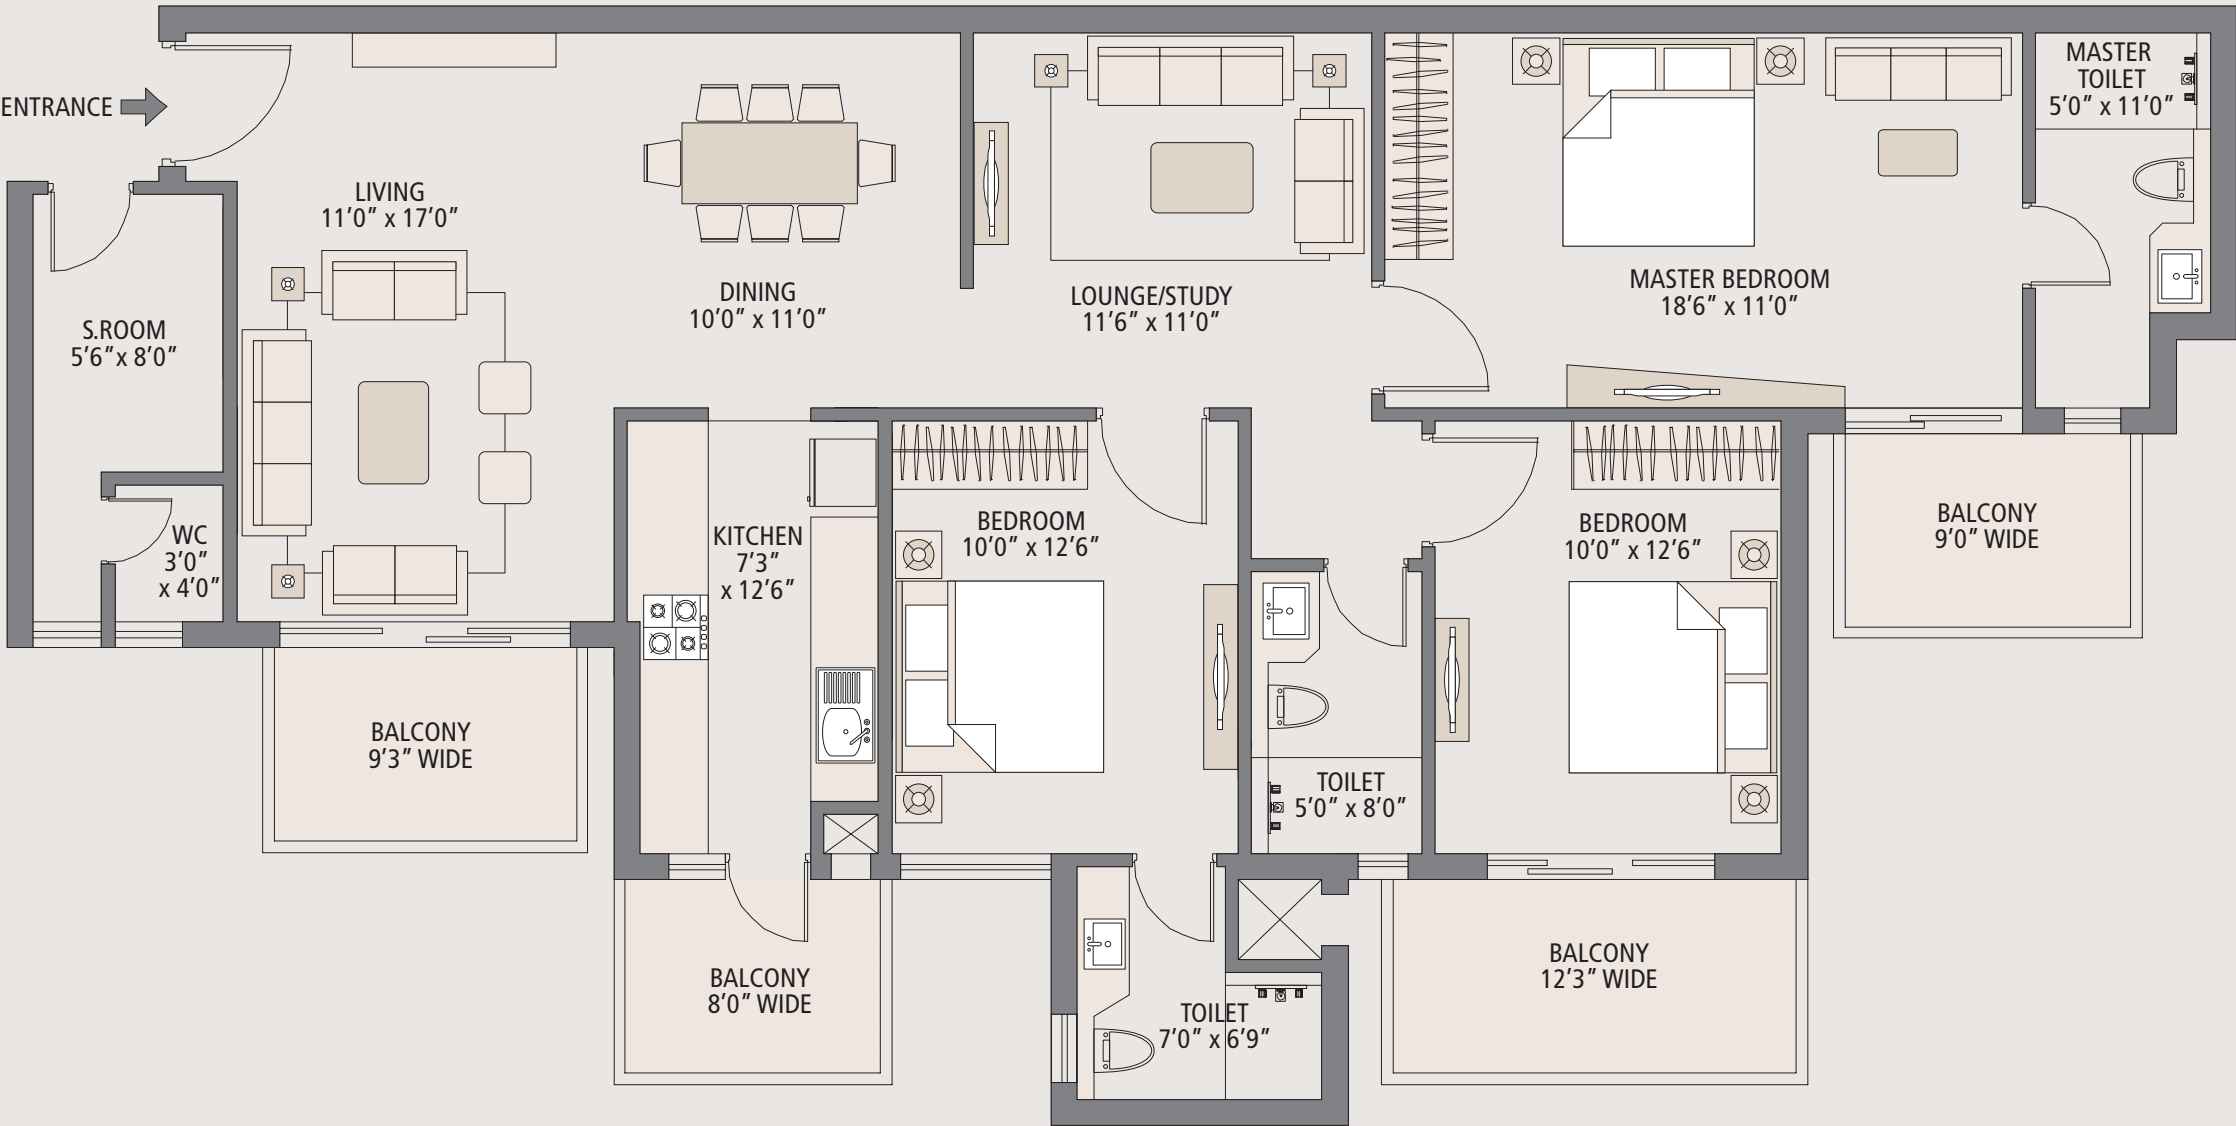 ENTRANCE
LIVING
11’0” x 17’0”
DINING
10’0” x 11’0”
LOUNGE/STUDY
11’6” x 11’0”
MASTER BEDROOM
18’6” x 11’0”
MASTER
TOILET
5’0” x 11’0”
S.ROOM
5’6” x 8’0”
WC
3’0”
x 4’0”
KITCHEN
7’3”
x 12’6”
BEDROOM
10’0” x 12’6”
BEDROOM
10’0” x 12’6”
BALCONY
9’0” WIDE
BALCONY
9’3” WIDE
TOILET
5’0” x 8’0”
BALCONY
8’0” WIDE
TOILET
7’0” x 6’9”
BALCONY
12’3” WIDE